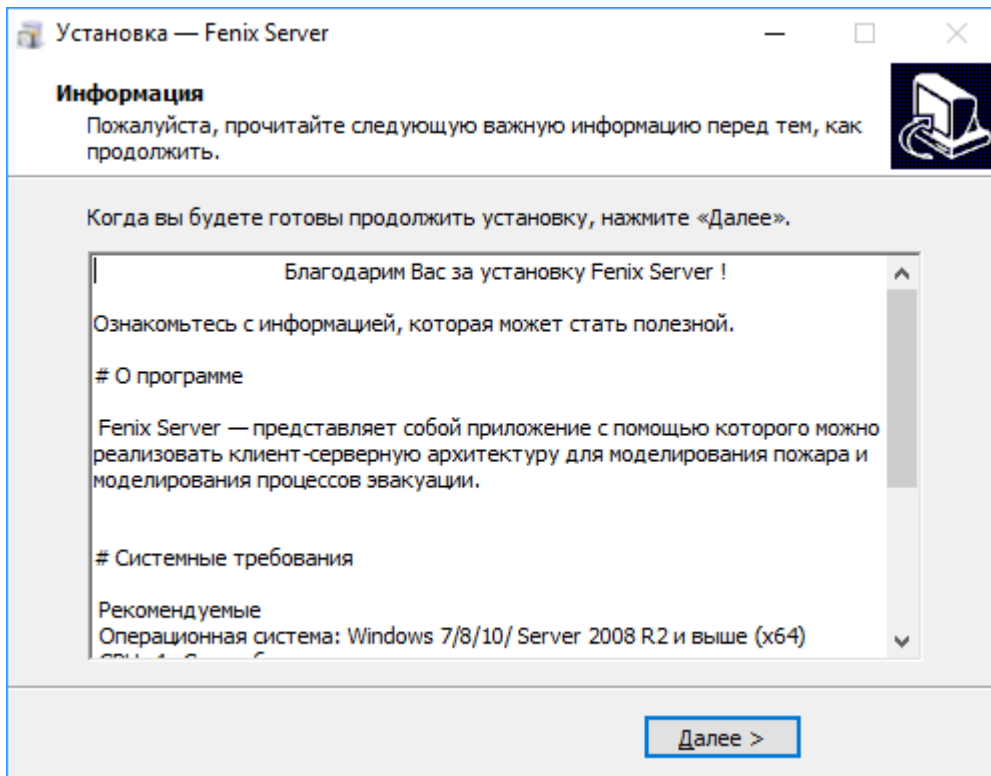 Установка — Fenix Server
Информация
Пожалуйста, прочитайте следующую важную информацию перед тем, как
продолжить.
Когда вы будете готовы продолжить установку, нажмите «Далее».
Благодарим Вас за установку Fenix Server !
Ознакомьтесь с информацией, которая может стать полезной.
# О программе
Fenix Server — представляет собой приложение с помощью которого можно
реализовать клиент-серверную архитектуру для моделирования пожара и
моделирования процессов эвакуации.
# Системные требования
Рекомендуемые
Операционная система: Windows 7/8/10/ Server 2008 R2 и выше (x64)
Далее >